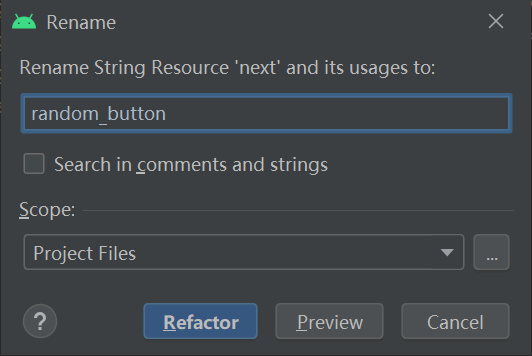 Rename
Rename String Resource 'next' and its usages to:
random_button
Search in comments and strings
Scope:
Project Files
...
?
Refactor
Preview
Cancel